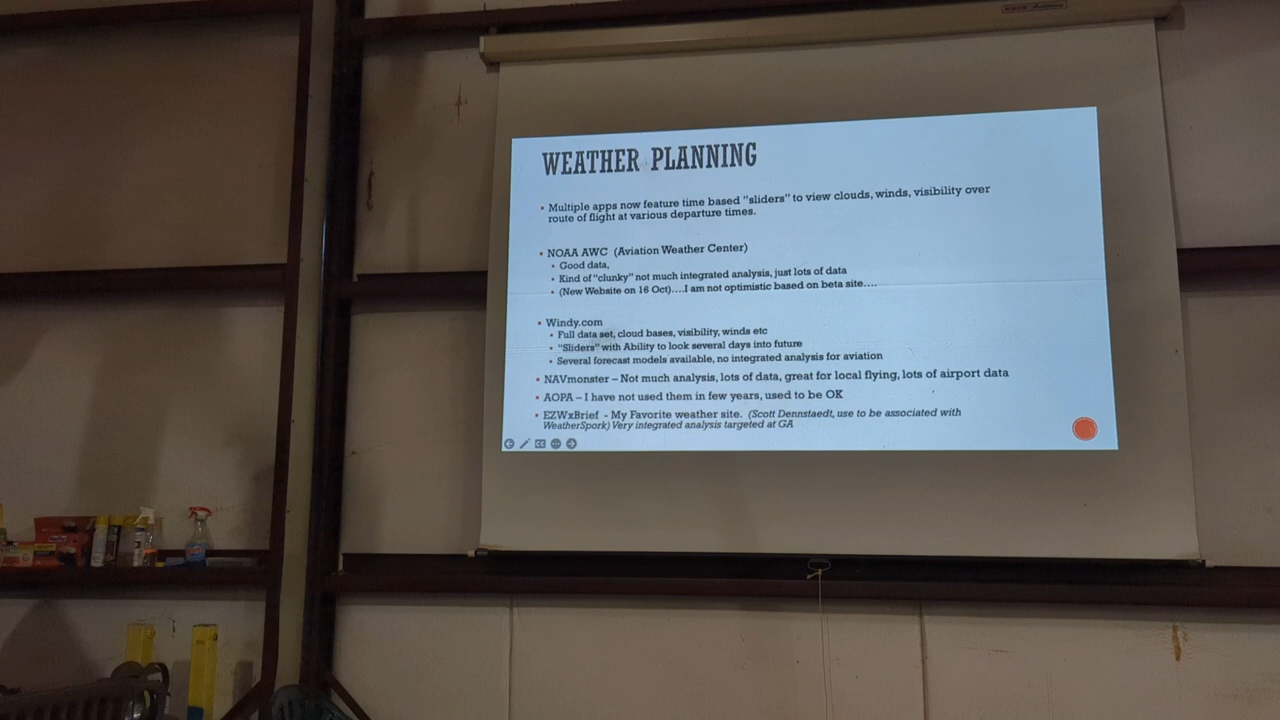 WEATHER PLANNING
▪ Multiple apps now feature time based "sliders" to view clouds, winds, visibility over
route of flight at various departure times.
▪ NOAA AWC (Aviation Weather Center)
▪ Good data,
▪ Kind of "clunky" not much integrated analysis, just lots of data
▪ (New Website on 16 Oct)....I am not optimistic based on beta site....
▪ Windy.com
▪ Full data set, cloud bases, visibility, winds etc
▪ "Sliders" with Ability to look several days into future
▪ Several forecast models available, no integrated analysis for aviation
▪ NAVmonster – Not much analysis, lots of data, great for local flying, lots of airport data
▪ AOPA – I have not used them in few years, used to be OK
▪ EZWxBrief - My Favorite weather site. (Scott Dennstaedt, use to be associated with
WeatherSpork) Very integrated analysis targeted at GA